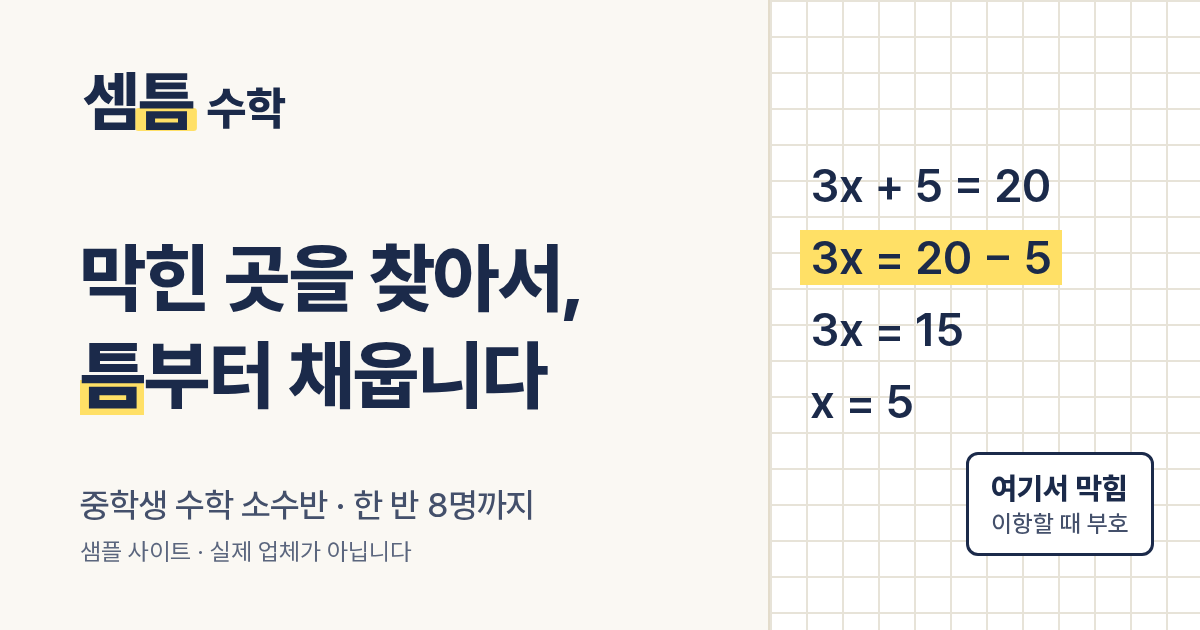 셈틈 수학
막힌 곳을 찾아서,
틈부터 채웁니다
중학생 수학 소수반 · 한 반 8명까지
샘플 사이트 · 실제 업체가 아닙니다
3x + 5 = 20
3x = 20 − 5
3x = 15
x = 5
여기서 막힘
이항할 때 부호